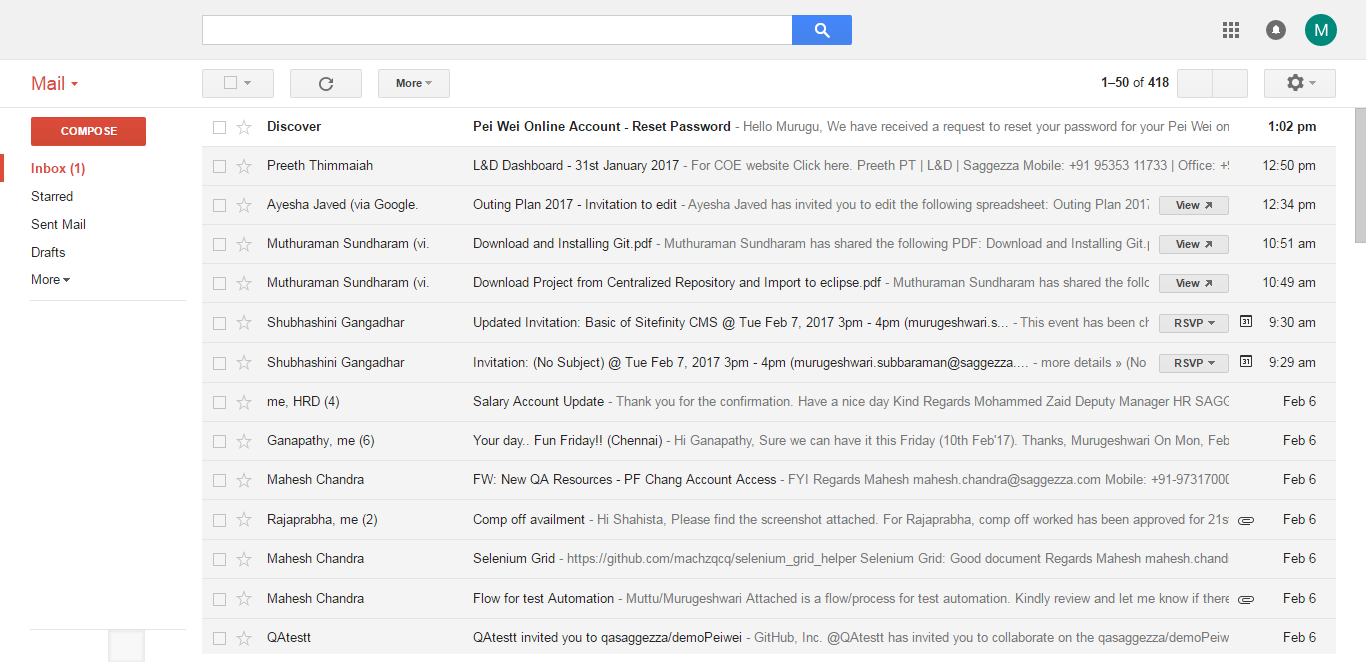 M
Mail
More
1–50 of 418
COMPOSE
Inbox (1)
Starred
Sent Mail
Drafts
More
Discover Pei Wei Online Account - Reset Password - Hello Murugu, We have received a request to reset your password for your Pei Wei on 1:02 pm
Preeth Thimmaiah L&D Dashboard - 31st January 2017 - For COE website Click here. Preeth PT | L&D | Saggezza Mobile: +91 95353 11733 | Office: 12:50 pm
Ayesha Javed (via Google. Outing Plan 2017 - Invitation to edit - Ayesha Javed has invited you to edit the following spreadsheet: Outing Plan 2017 View 12:34 pm
Muthuraman Sundharam (vi. Download and Installing Git.pdf - Muthuraman Sundharam has shared the following PDF: Download and Installing Git. View 10:51 am
Muthuraman Sundharam (vi. Download Project from Centralized Repository and Import to eclipse.pdf - Muthuraman Sundharam has shared the follo View 10:49 am
Shubhashini Gangadhar Updated Invitation: Basic of Sitefinity CMS @ Tue Feb 7, 2017 3pm - 4pm (murugeshwari.s... - This event has been ch RSVP 31 9:30 am
Shubhashini Gangadhar Invitation: (No Subject) @ Tue Feb 7, 2017 3pm - 4pm (murugeshwari.subbaraman@saggezza.... - more details » (No RSVP 31 9:29 am
me, HRD (4) Salary Account Update - Thank you for the confirmation. Have a nice day Kind Regards Mohammed Zaid Deputy Manager HR SAGG Feb 6
Ganapathy, me (6) Your day.. Fun Friday!! (Chennai) - Hi Ganapathy, Sure we can have it this Friday (10th Feb'17). Thanks, Murugeshwari On Mon, Feb Feb 6
Mahesh Chandra FW: New QA Resources - PF Chang Account Access - FYI Regards Mahesh mahesh.chandra@saggezza.com Mobile: +91-97317000 Feb 6
Rajaprabha, me (2) Comp off availment - Hi Shahista, Please find the screenshot attached. For Rajaprabha, comp off worked has been approved for 21s Feb 6
Mahesh Chandra Selenium Grid - https://github.com/machzqcq/selenium_grid_helper Selenium Grid: Good document Regards Mahesh mahesh.chand Feb 6
Mahesh Chandra Flow for test Automation - Muttu/Murugeshwari Attached is a flow/process for test automation. Kindly review and let me know if there Feb 6
QAtestt QAtestt invited you to qasaggezza/demoPeiwei - GitHub, Inc. @QAtestt has invited you to collaborate on the qasaggezza/demoPeiw Feb 6